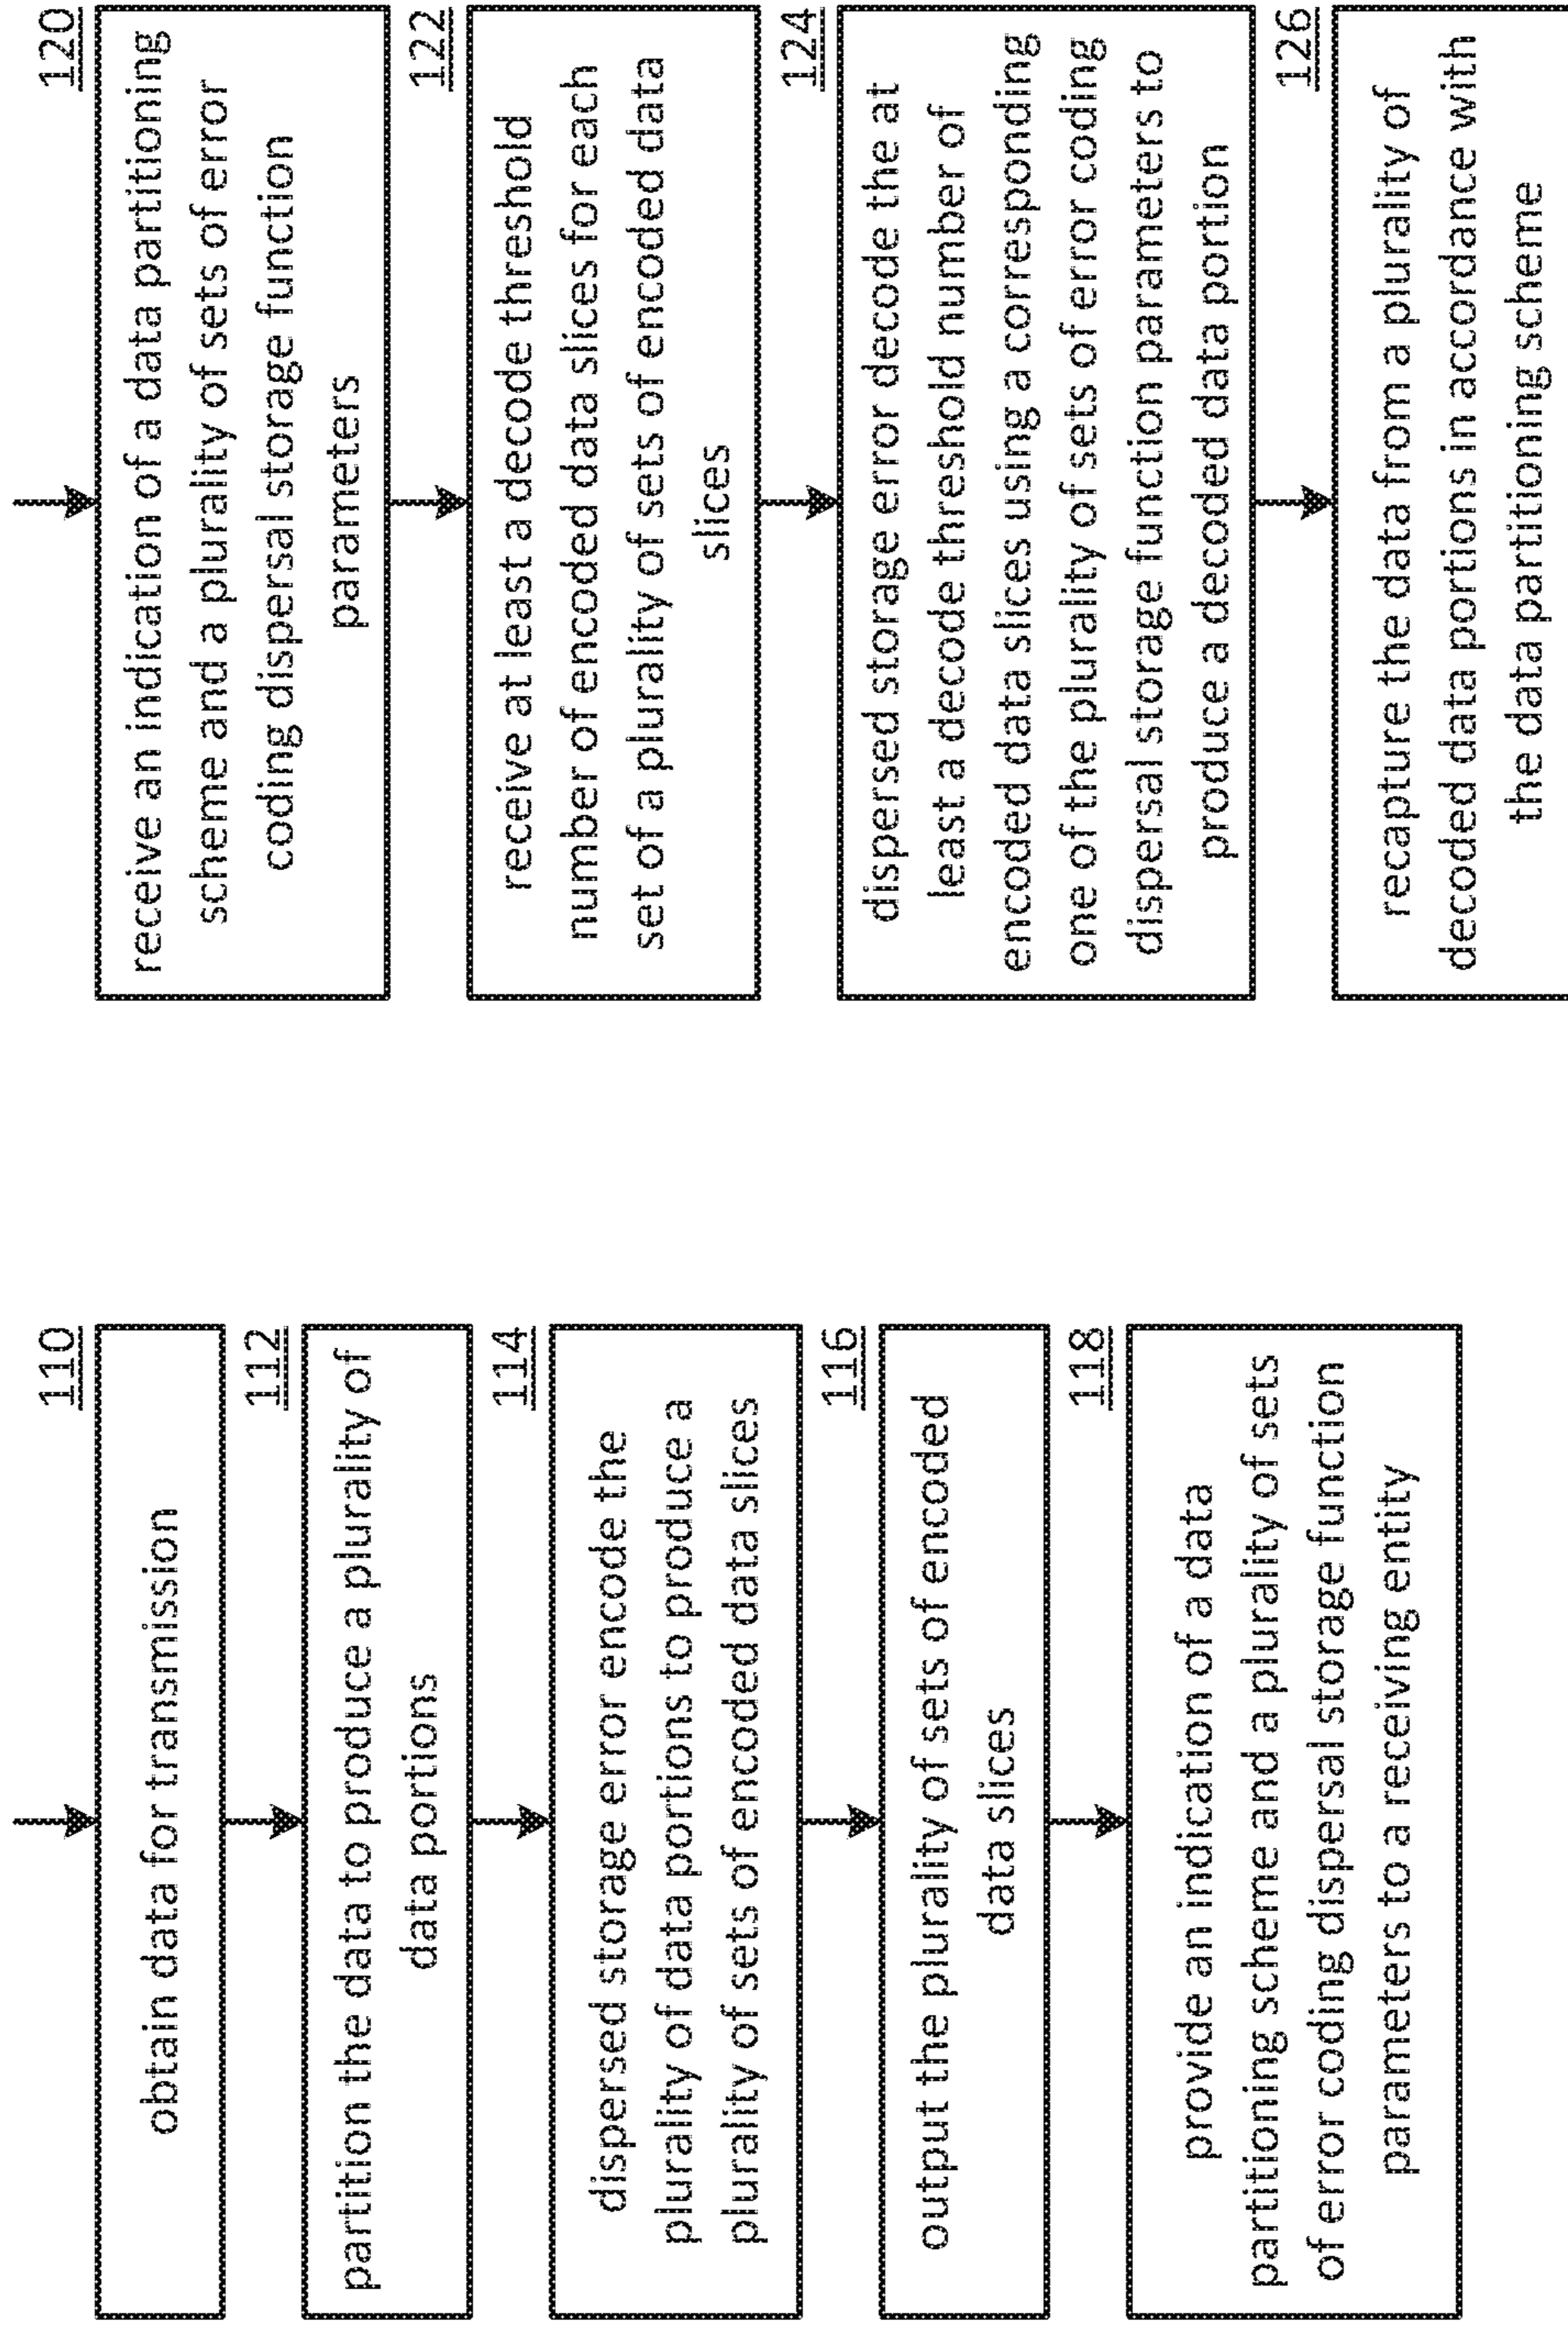 110
obtain data for transmission
112
partition the data to produce a plurality of
data portions
114
dispersed storage error encode the
plurality of data portions to produce a
plurality of sets of encoded data slices
116
output the plurality of sets of encoded
data slices
118
provide an indication of a data
partitioning scheme and a plurality of sets
of error coding dispersal storage function
parameters to a receiving entity
120
receive an indication of a data partitioning
scheme and a plurality of sets of error
coding dispersal storage function
parameters
122
receive at least a decode threshold
number of encoded data slices for each
set of a plurality of sets of encoded data
slices
124
dispersed storage error decode the at
least a decode threshold number of
encoded data slices using a corresponding
one of the plurality of sets of error coding
dispersal storage function parameters to
produce a decoded data portion
126
recapture the data from a plurality of
decoded data portions in accordance with
the data partitioning scheme